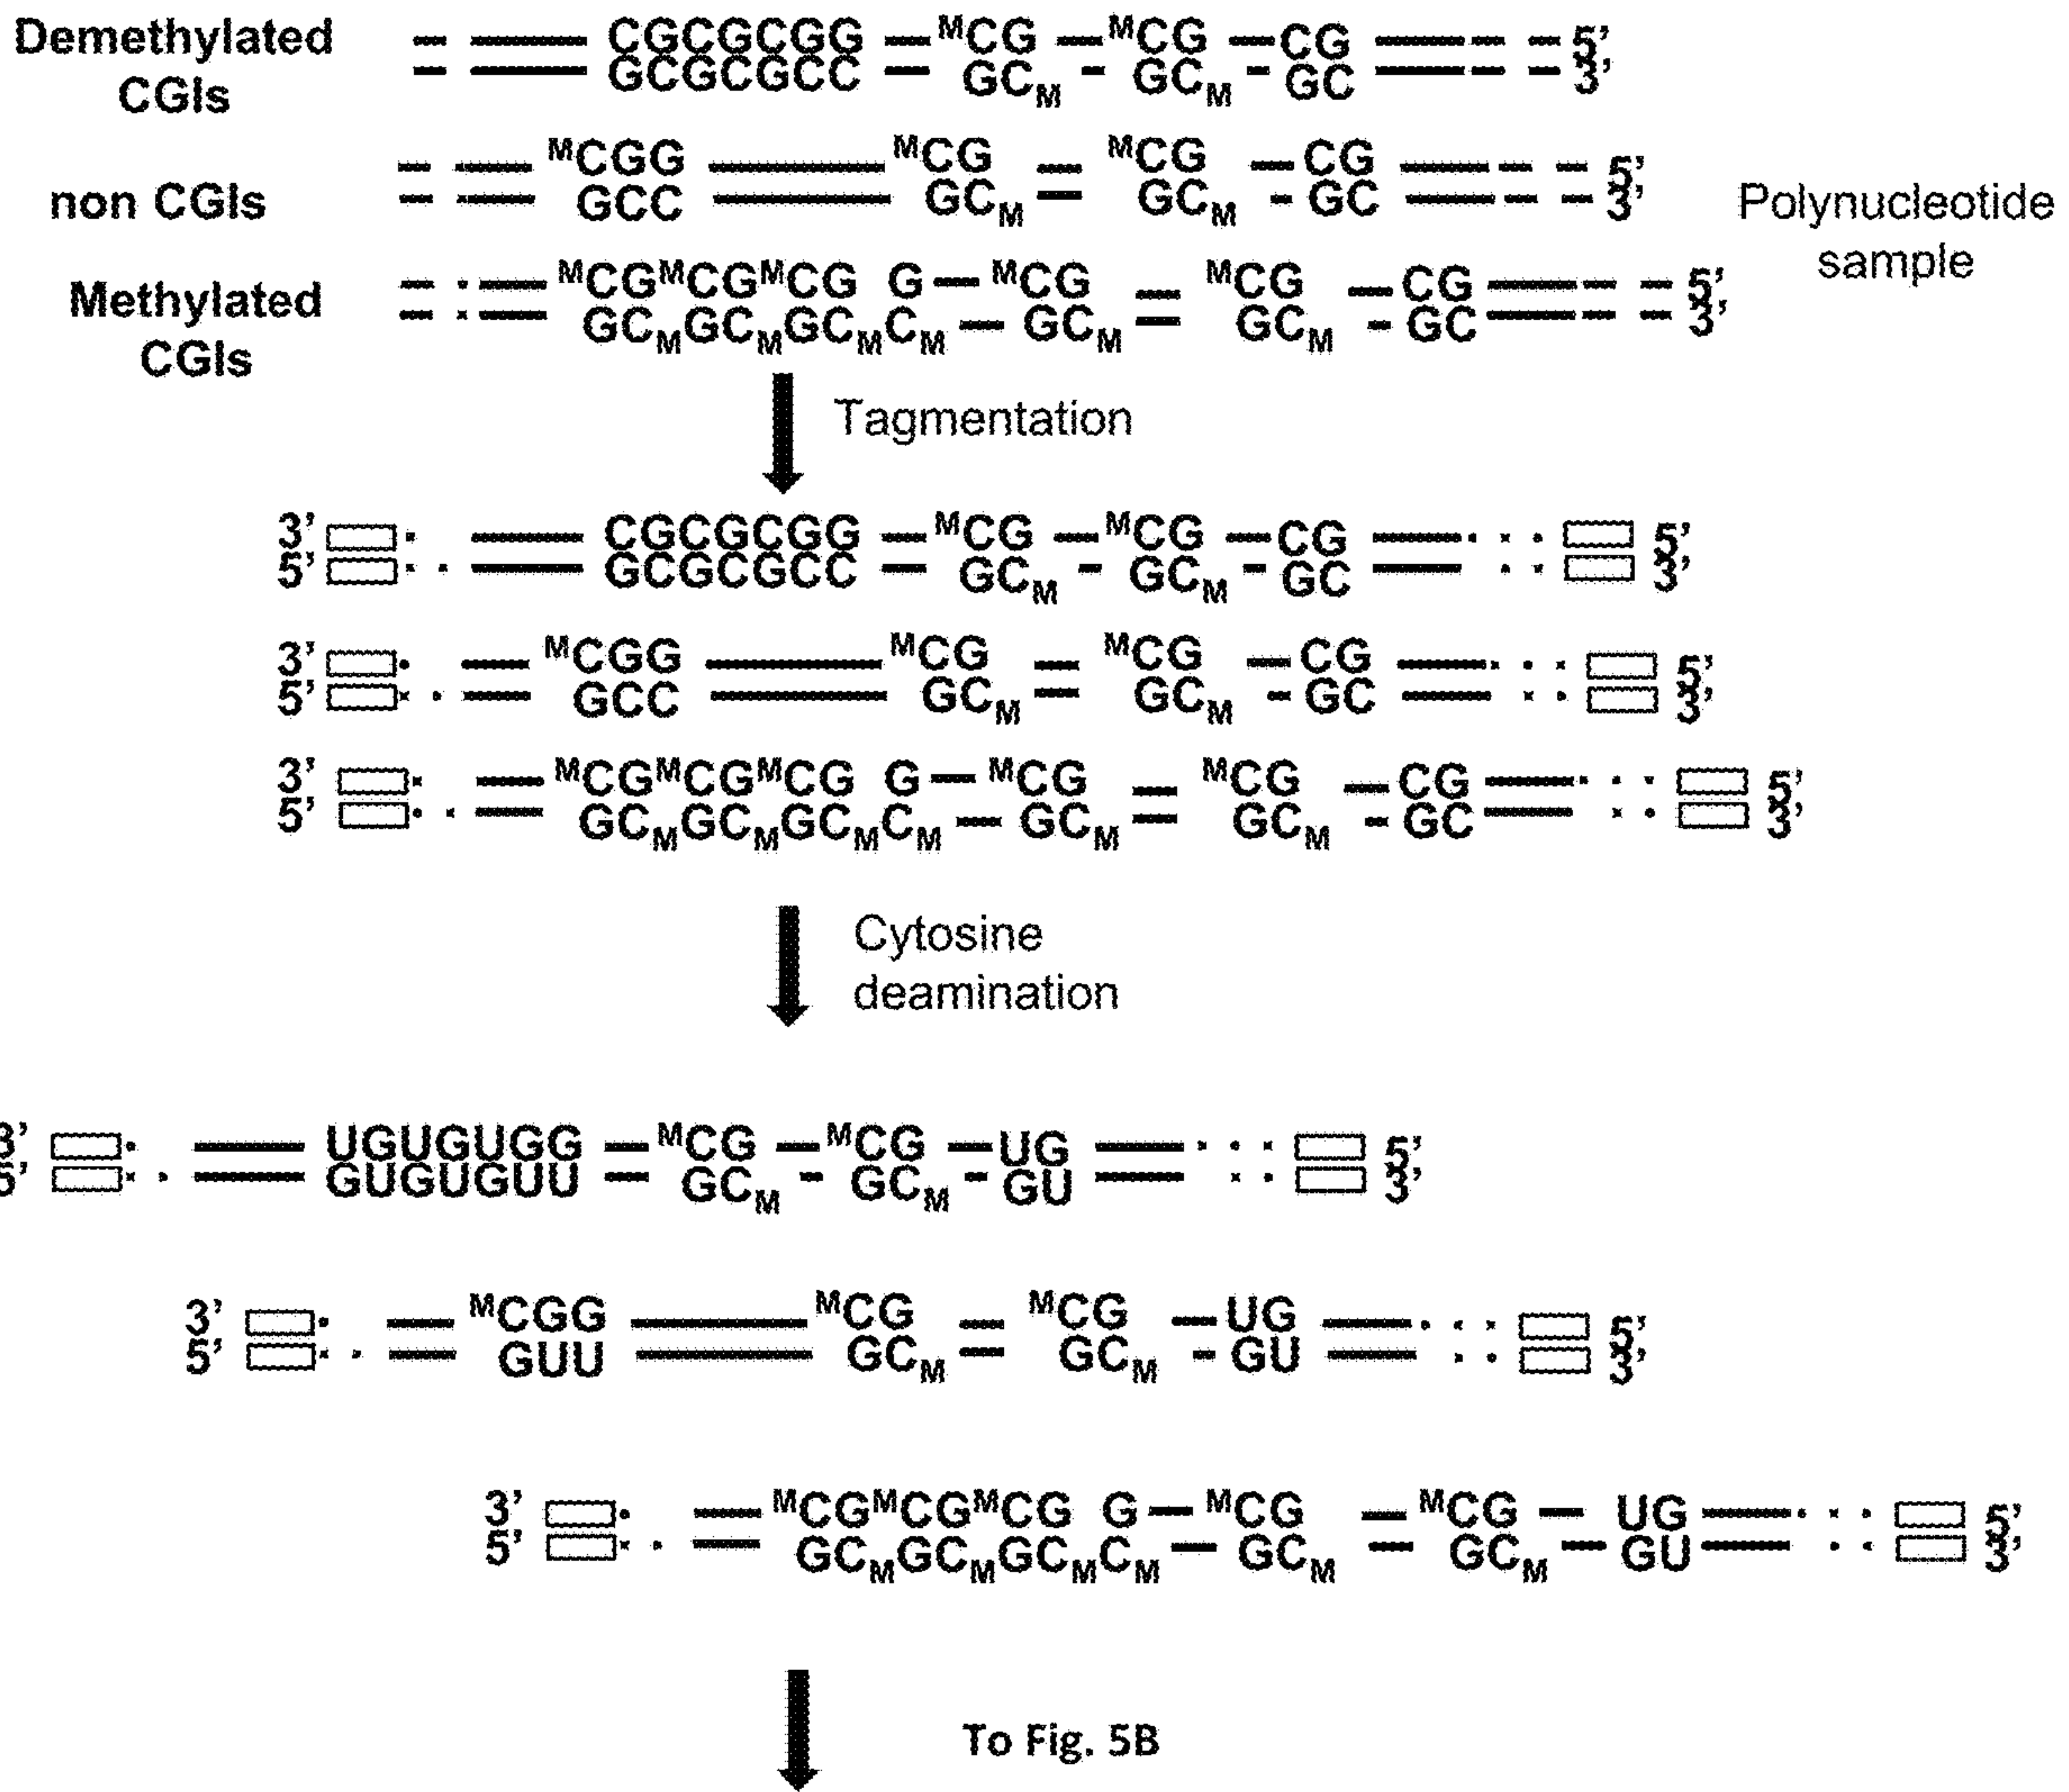 Demethylated
CGIs
CGCGCGG MCG MCG CG 5'
GCGCGCC GCM GCM GC 3'
non CGIs
MCGG MCG MCG CG 5'
GCC GCM GCM GC 3'
Polynucleotide
sample
Methylated
CGIs
MCGMCGMCG G MCG MCG CG 5'
GCMGCMGCMCM GCM GCM GC 3'
Tagmentation
3' CGCGCGG MCG MCG CG 5'
5' GCGCGCC GCM GCM GC 3'
3' MCGG MCG MCG CG 5'
5' GCC GCM GCM GC 3'
3' MCGMCGMCG G MCG MCG CG 5'
5' GCMGCMGCMCM GCM GCM GC 3'
Cytosine
deamination
3' UGUGUGG MCG MCG UG 5'
5' GUGUGUU GCM GCM GU 3'
3' MCGG MCG MCG UG 5'
5' GUU GCM GCM GU 3'
3' MCGMCGMCG G MCG MCG UG 5'
5' GCMGCMGCMCM GCM GCM GU 3'
To Fig. 5B